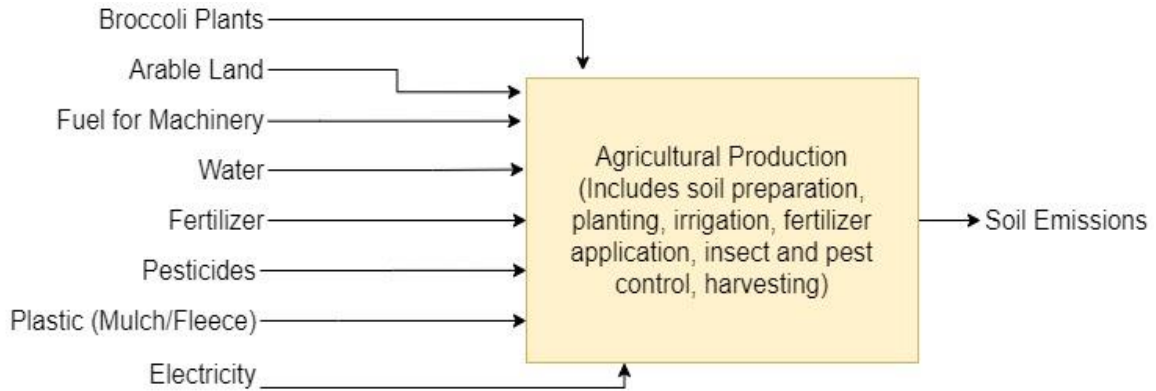 Broccoli Plants
Arable Land
Fuel for Machinery
Water
Fertilizer
Pesticides
Plastic (Mulch/Fleece)
Electricity
Agricultural Production
(Includes soil preparation,
planting, irrigation, fertilizer
application, insect and pest
control, harvesting)
Soil Emissions